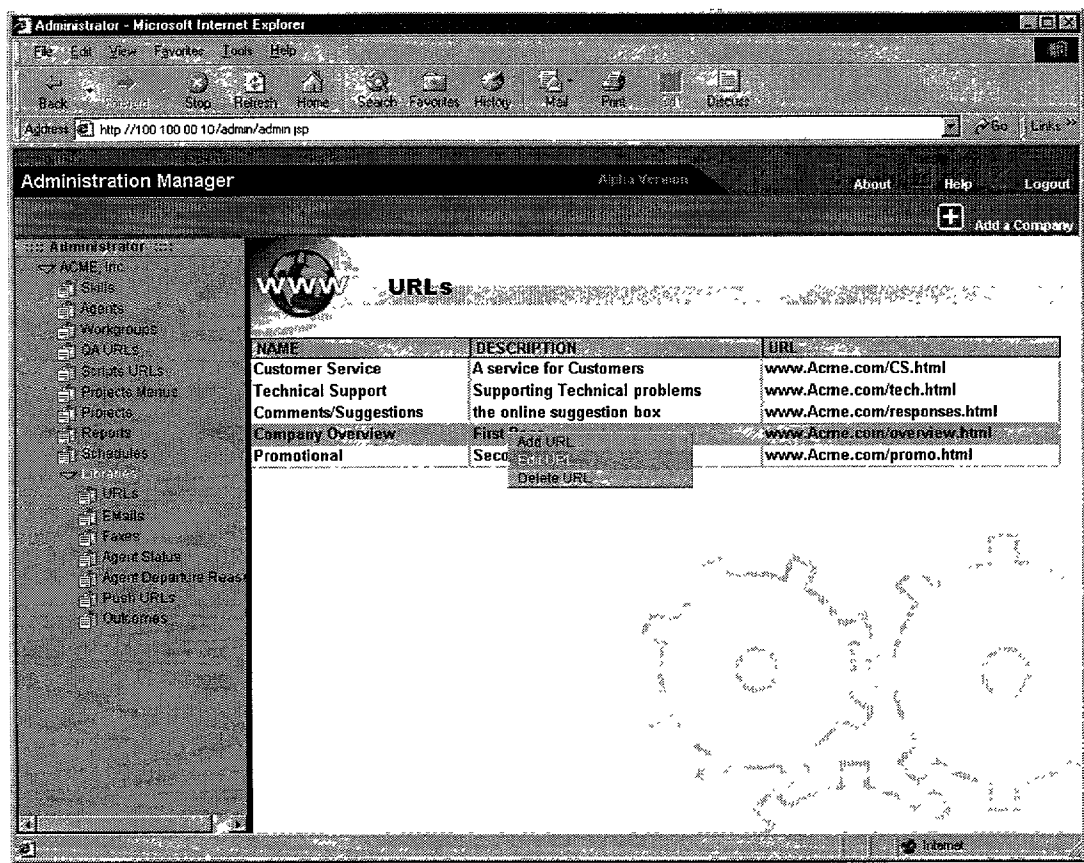 Administrator - Microsoft Internet Explorer
File Edit View Favorites Tools Help
Back Stop Refresh Home Search Favorites History Mail Print Discuss
Address http //100 100 00 10/admin/admin jsp Go Links »
Administration Manager Alpha Version About Help Logout
Add a Company
:::: Administrator ::::
ACME, Inc
Skills
Agents
Workgroups
QA URLs
Scripts URLs
Projects Menus
Projects
Reports
Schedules
Libraries
URLs
EMails
Faxes
Agent Status
Agent Departure Reas
Push URLs
Outcomes
WWW URLs
NAME DESCRIPTION URL
Customer Service A service for Customers www.Acme.com/CS.html
Technical Support Supporting Technical problems www.Acme.com/tech.html
Comments/Suggestions the online suggestion box www.Acme.com/responses.html
Company Overview First www.Acme.com/overview.html
Promotional Seco www.Acme.com/promo.html
Add URL
Edit URL
Delete URL
Internet